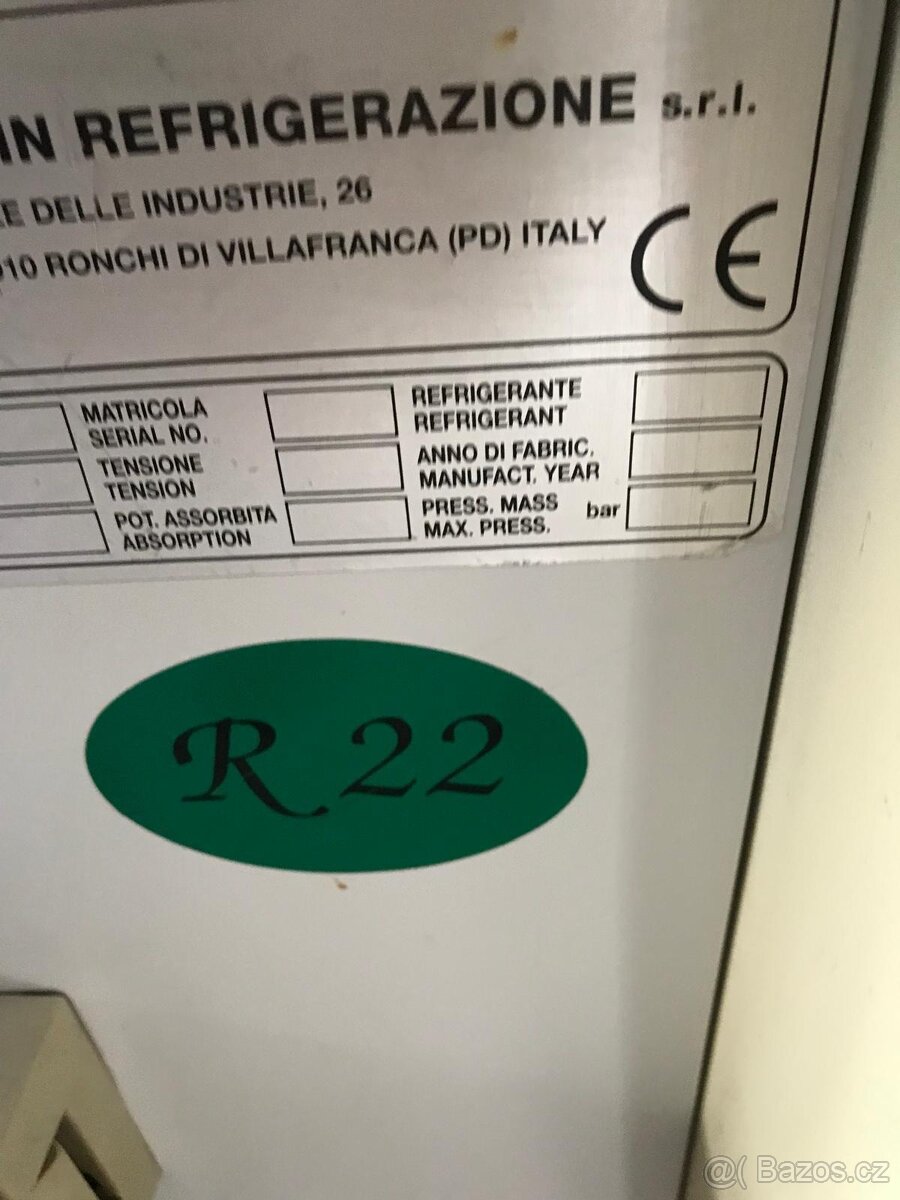 IN REFRIGERAZIONE s.r.l.
E DELLE INDUSTRIE, 26
010 RONCHI DI VILLAFRANCA (PD) ITALY
CE
MATRICOLA
SERIAL NO.
REFRIGERANTE
REFRIGERANT
TENSIONE
TENSION
ANNO DI FABRIC.
MANUFACT. YEAR
POT. ASSORBITA
ABSORPTION
PRESS. MASS
MAX. PRESS.
bar
R 22
@( Bazos.cz